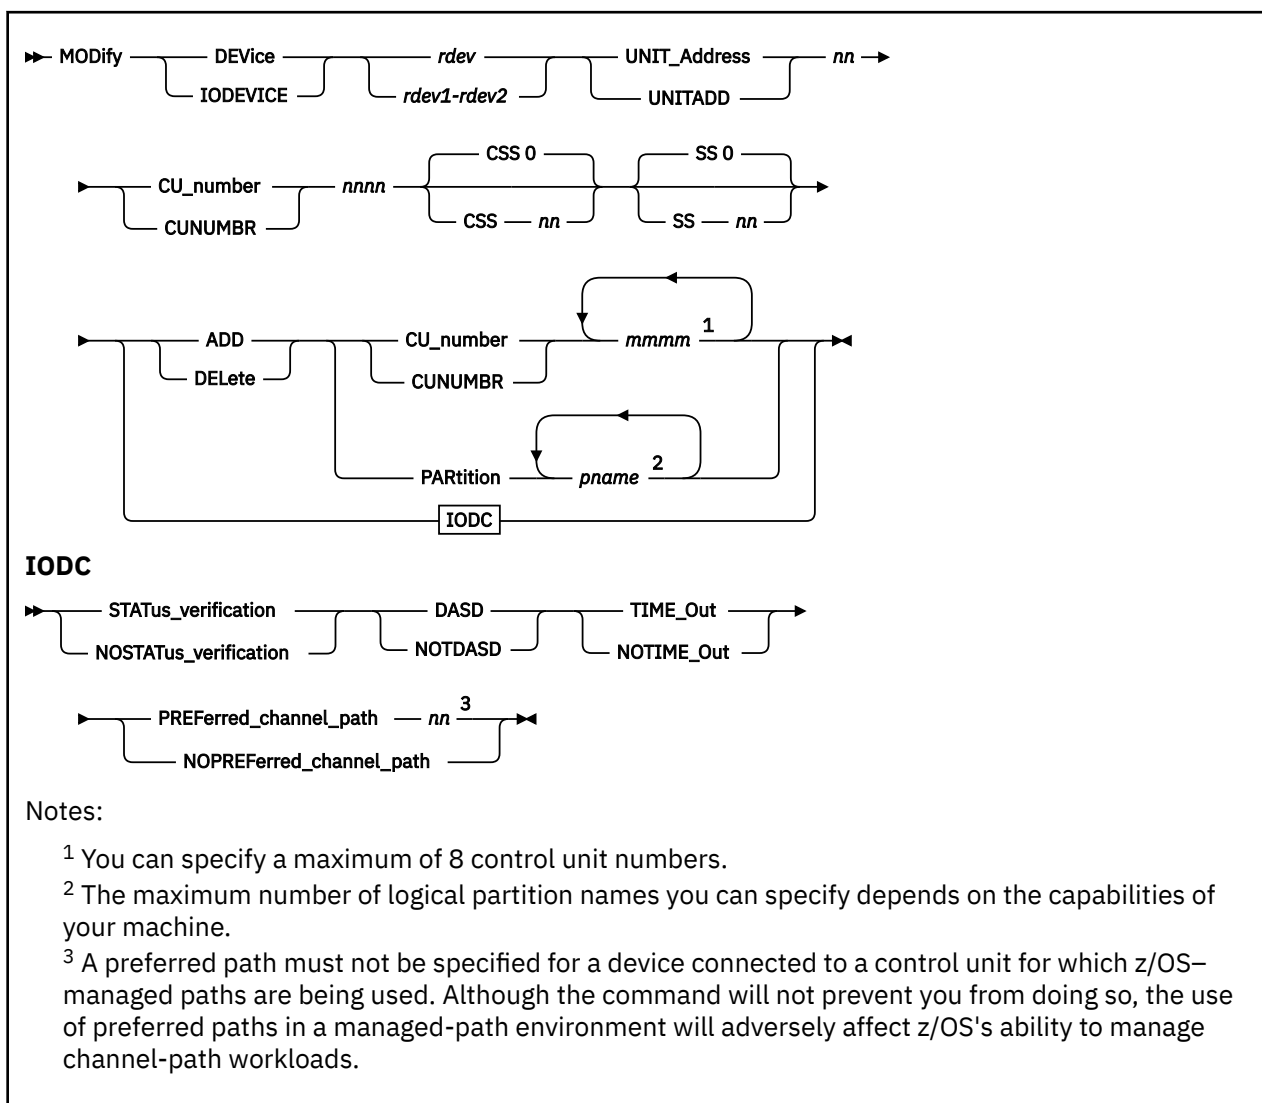 MODify DEVice rdev UNIT_Address nn
IODEVICE rdev1-rdev2 UNITADD
CSS 0 SS 0
CU_number nnnn
CUNUMBR CSS nn SS nn
ADD CU_number mmmm 1
DELete CUNUMBR
PARtition pname 2
IODC
IODC
STATus_verification DASD TIME_Out
NOSTATus_verification NOTDASD NOTIME_Out
PREFerred_channel_path nn 3
NOPREFerred_channel_path
Notes:
1 You can specify a maximum of 8 control unit numbers.
2 The maximum number of logical partition names you can specify depends on the capabilities of
your machine.
3 A preferred path must not be specified for a device connected to a control unit for which z/OS–
managed paths are being used. Although the command will not prevent you from doing so, the use
of preferred paths in a managed-path environment will adversely affect z/OS's ability to manage
channel-path workloads.